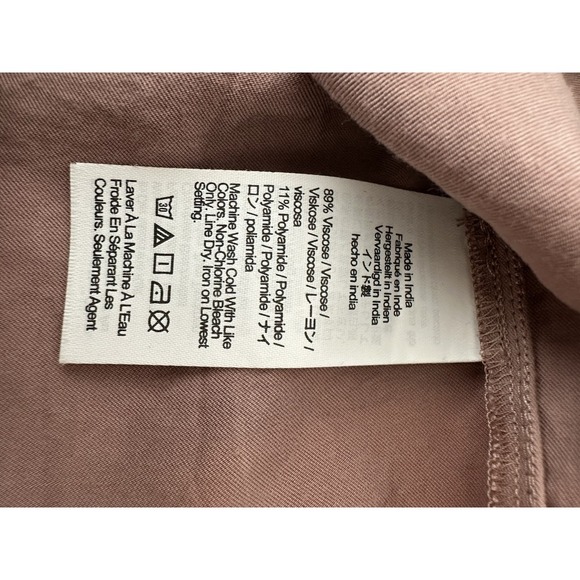 Made in India
Fabriqué en Inde
Hergestellt in Indien
インド製
Vervaardigd in India
hecho en india
89% Viscose / Viscose /
Viskose / Viscose / レーヨン /
viscosa
11% Polyamide / Polyamide /
Polyamide / Polyamide / ナイ
ロン / poliamida
Machine Wash Cold With Like
Colors. Non-Chlorine Bleach
Only. Line Dry. Iron on Lowest
Setting.
30
Laver À La Machine À L'Eau
Froide En Séparant Les
Couleurs. Seulement Agent